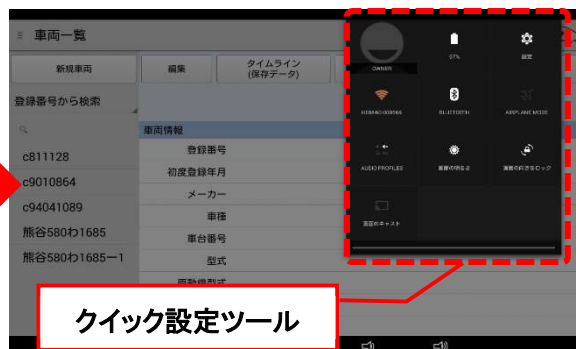 車両一覧
新規車両
編集
タイムライン
(保存データ)
登録番号から検索
車両情報
c811128
c9010864
c94041089
熊谷580わ1685
熊谷580わ1685ー1
登録番号
初度登録年月
メーカー
車種
車台番号
型式
原動機型式
OWNER
97%
設定
BLUETOOTH
AIRPLANE MODE
AUDIO PROFILES
画面の明るさ
画面の向きをロック
画面のキャスト
クイック設定ツール